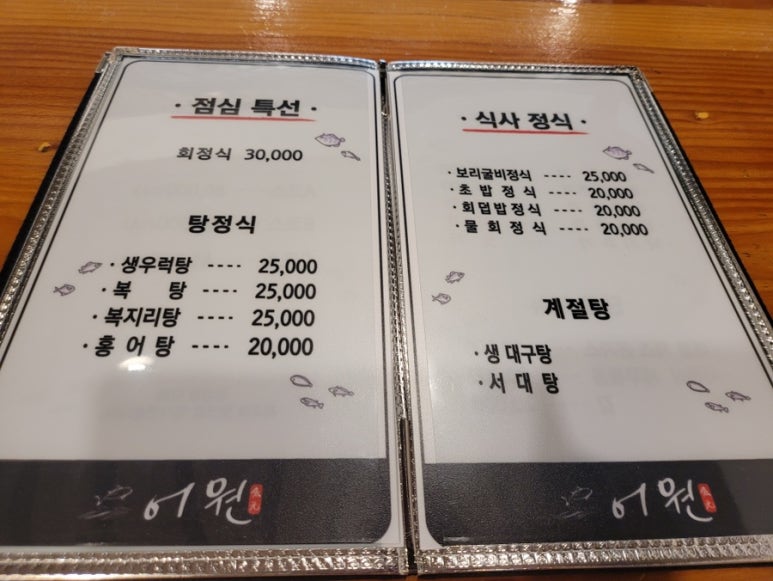 · 점심 특선 ·
회정식 30,000
탕정식
· 생우럭탕 ---- 25,000
· 복 탕 ---- 25,000
· 복지리탕 ---- 25,000
· 홍어탕 ---- 20,000
어원
· 식사 정식 ·
· 보리굴비정식 ---- 25,000
· 초밥정식 ---- 20,000
· 회덥밥정식 ---- 20,000
· 물회정식 ---- 20,000
계절탕
· 생대구탕
· 서대탕
어원